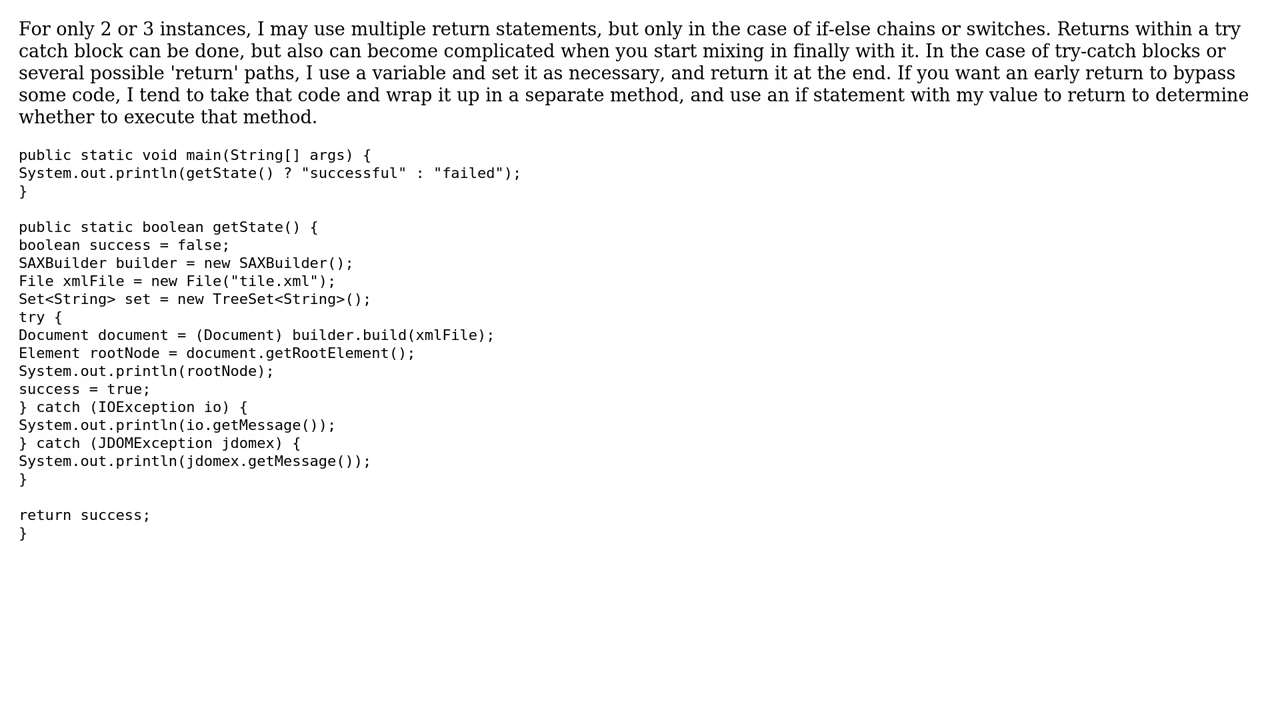 For only 2 or 3 instances, I may use multiple return statements, but only in the case of if-else chains or switches. Returns within a try
catch block can be done, but also can become complicated when you start mixing in finally with it. In the case of try-catch blocks or
several possible 'return' paths, I use a variable and set it as necessary, and return it at the end. If you want an early return to bypass
some code, I tend to take that code and wrap it up in a separate method, and use an if statement with my value to return to determine
whether to execute that method.
public static void main(String[] args) {
System.out.println(getState() ? "successful" : "failed");
}
public static boolean getState() {
boolean success = false;
SAXBuilder builder = new SAXBuilder();
File xmlFile = new File("tile.xml");
Set<String> set = new TreeSet<String>();
try {
Document document = (Document) builder.build(xmlFile);
Element rootNode = document.getRootElement();
System.out.println(rootNode);
success = true;
} catch (IOException io) {
System.out.println(io.getMessage());
} catch (JDOMException jdomex) {
System.out.println(jdomex.getMessage());
}
return success;
}